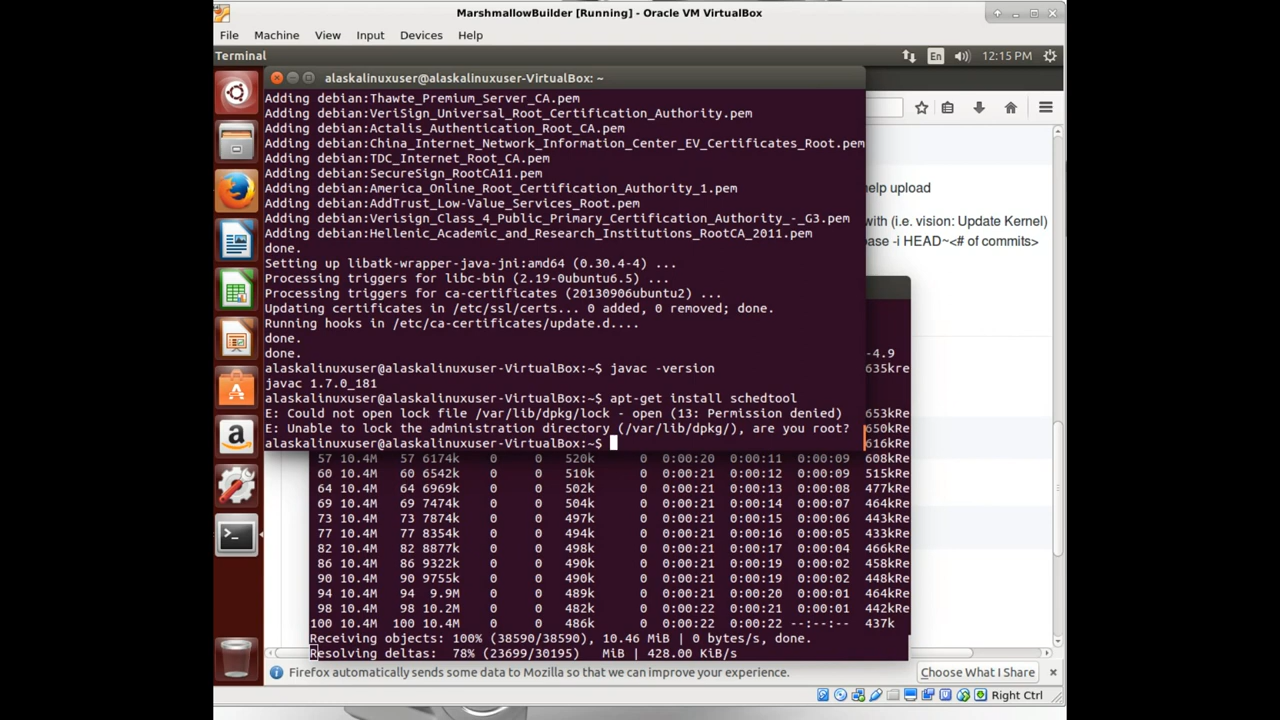 MarshmallowBuilder [Running] - Oracle VM VirtualBox
File Machine View Input Devices Help
Terminal
En
12:15 PM
alaskalinuxuser@alaskalinuxuser-VirtualBox: ~
Adding debian:Thawte_Premium_Server_CA.pem
Adding debian:VeriSign_Universal_Root_Certification_Authority.pem
Adding debian:Actalis_Authentication_Root_CA.pem
Adding debian:China_Internet_Network_Information_Center_EV_Certificates_Root.pem
Adding debian:TDC_Internet_Root_CA.pem
Adding debian:SecureSign_RootCA11.pem
Adding debian:America_Online_Root_Certification_Authority_1.pem
Adding debian:AddTrust_Low-Value_Services_Root.pem
Adding debian:Verisign_Class_4_Public_Primary_Certification_Authority_-_G3.pem
Adding debian:Hellenic_Academic_and_Research_Institutions_RootCA_2011.pem
done.
Setting up libatk-wrapper-java-jni:amd64 (0.30.4-4) ...
Processing triggers for libc-bin (2.19-0ubuntu6.5) ...
Processing triggers for ca-certificates (20130906ubuntu2) ...
Updating certificates in /etc/ssl/certs... 0 added, 0 removed; done.
Running hooks in /etc/ca-certificates/update.d....
done.
done.
alaskalinuxuser@alaskalinuxuser-VirtualBox:~$ javac -version
javac 1.7.0_181
alaskalinuxuser@alaskalinuxuser-VirtualBox:~$ apt-get install schedtool
E: Could not open lock file /var/lib/dpkg/lock - open (13: Permission denied)
E: Unable to lock the administration directory (/var/lib/dpkg/), are you root?
alaskalinuxuser@alaskalinuxuser-VirtualBox:~$
help upload
with (i.e. vision: Update Kernel)
base -i HEAD~<# of commits>
-4.9
635kre
653kRe
650kRe
616kRe
57 10.4M 57 6174k 0 0 520k 0 0:00:20 0:00:11 0:00:09 608kRe
60 10.4M 60 6542k 0 0 512k 0 0:00:20 0:00:12 0:00:09 515kRe
64 10.4M 64 6969k 0 0 502k 0 0:00:21 0:00:13 0:00:08 477kRe
69 10.4M 69 7474k 0 0 504k 0 0:00:21 0:00:14 0:00:07 464kRe
73 10.4M 73 7874k 0 0 497k 0 0:00:21 0:00:15 0:00:06 443kRe
77 10.4M 77 8354k 0 0 494k 0 0:00:21 0:00:16 0:00:05 433kRe
82 10.4M 82 8877k 0 0 498k 0 0:00:21 0:00:17 0:00:04 466kRe
86 10.4M 86 9322k 0 0 490k 0 0:00:21 0:00:19 0:00:02 458kRe
90 10.4M 90 9755k 0 0 490k 0 0:00:21 0:00:19 0:00:02 448kRe
94 10.4M 94 9.9M 0 0 489k 0 0:00:21 0:00:20 0:00:01 464kRe
98 10.4M 98 10.2M 0 0 482k 0 0:00:22 0:00:21 0:00:01 442kRe
100 10.4M 100 10.4M 0 0 486k 0 0:00:22 0:00:22 --:--:-- 437k
Receiving objects: 100% (38590/38590), 10.46 MiB | 0 bytes/s, done.
Resolving deltas: 78% (23699/30195) MiB | 428.00 KiB/s
Firefox automatically sends some data to Mozilla so that we can improve your experience.
Choose What I Share
Right Ctrl